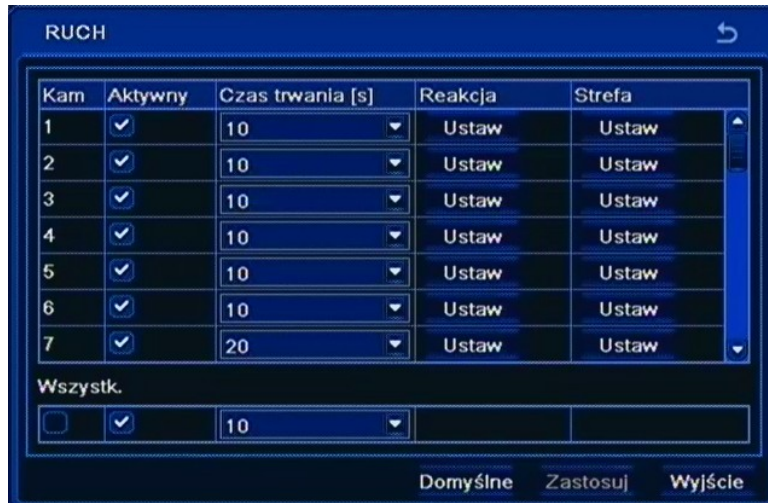 RUCH
Kam Aktywny Czas trwania [s] Reakcja Strefa
1 10 Ustaw Ustaw
2 10 Ustaw Ustaw
3 10 Ustaw Ustaw
4 10 Ustaw Ustaw
5 10 Ustaw Ustaw
6 10 Ustaw Ustaw
7 20 Ustaw Ustaw
Wszystk.
10
Domyślne Zastosuj Wyjście